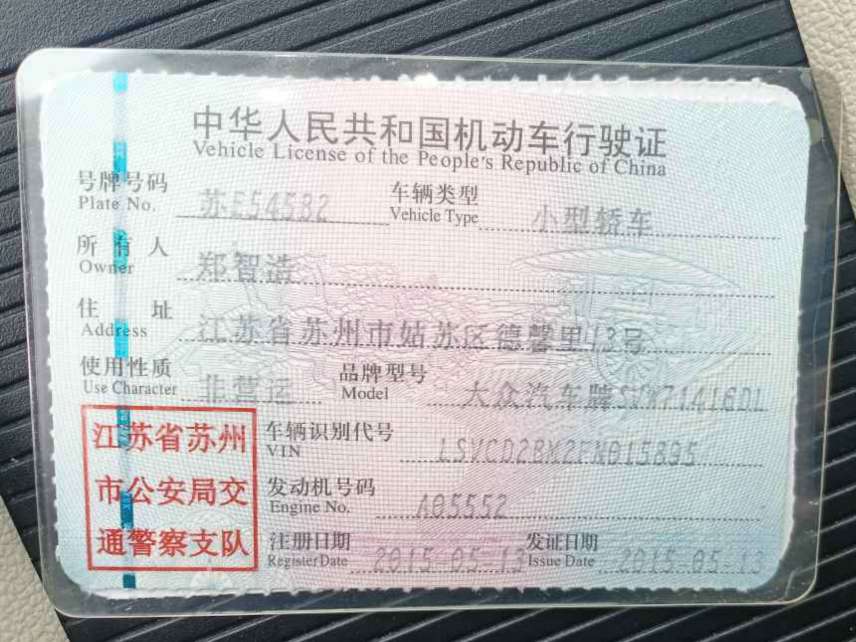 中华人民共和国机动车行驶证
Vehicle License of the People's Republic of China
号牌号码 苏E54582 车辆类型 小型轿车
Plate No. Vehicle Type
所有人 郑智浩
Owner
住址 江苏省苏州市姑苏区德馨里13号
Address
使用性质 非营运 品牌型号 大众汽车牌SVW71416DL
Use Character Model
江苏省苏州 车辆识别代号 LSVCD2BM2FN015895
VIN
市公安局交 发动机号码 A05552
Engine No.
通警察支队 注册日期 2015-05-13 发证日期 2015-05-13
Register Date Issue Date